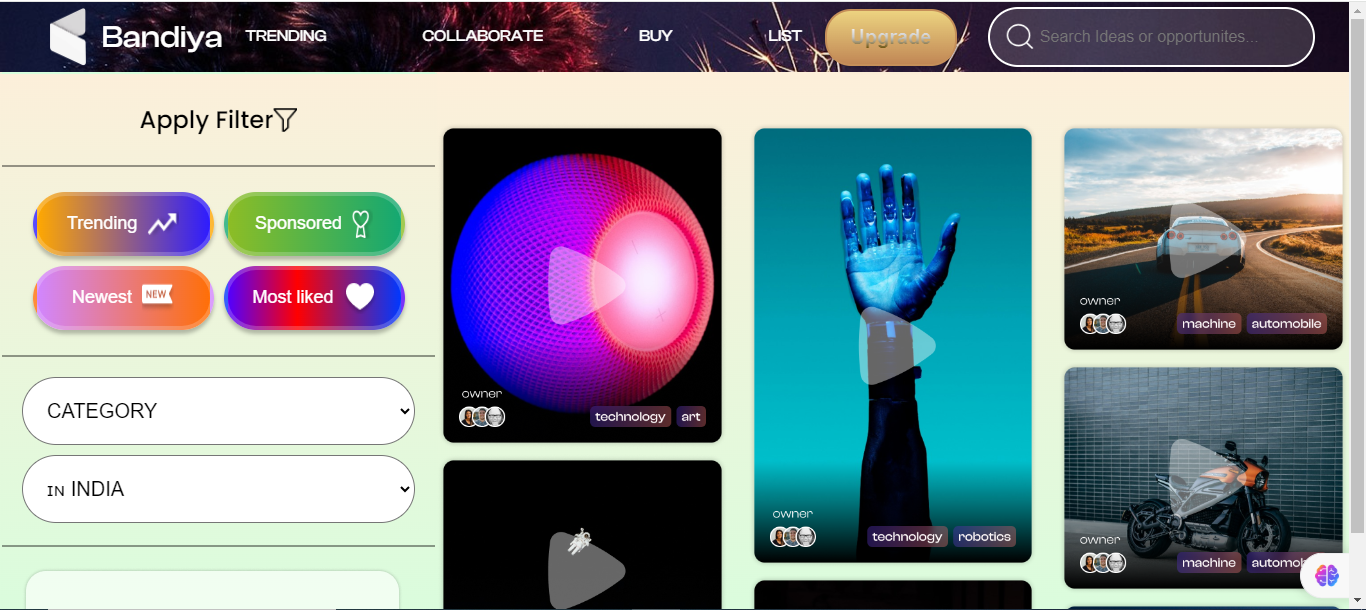 Bandiya
TRENDING
COLLABORATE
BUY
LIST
Upgrade
Search Ideas or opportunites...
Apply Filter
Trending
Sponsored
Newest
NEW
Most liked
CATEGORY
IN INDIA
owner
technology
art
owner
technology
robotics
owner
machine
automobile
owner
machine
automobile